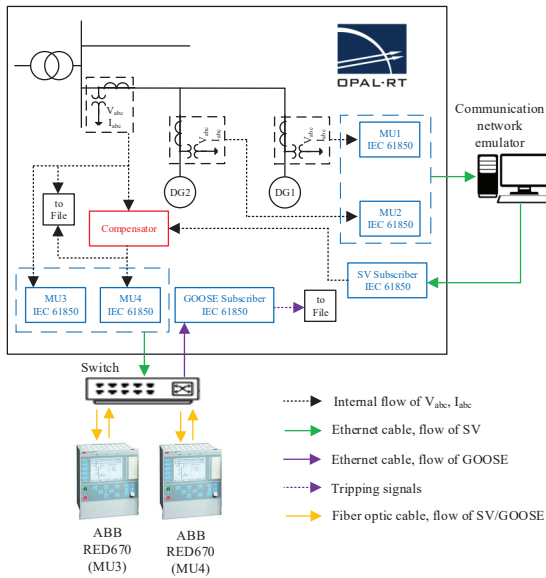 OPAL-RT
Vabc
Iabc
Vabc
Iabc
Vabc
Iabc
DG2
DG1
MU1
IEC 61850
MU2
IEC 61850
Communication
network
emulator
to
File
Compensator
SV Subscriber
IEC 61850
MU3
IEC 61850
MU4
IEC 61850
GOOSE Subscriber
IEC 61850
to
File
Switch
ABB
RED670
(MU3)
ABB
RED670
(MU4)
Internal flow of Vabc, Iabc
Ethernet cable, flow of SV
Ethernet cable, flow of GOOSE
Tripping signals
Fiber optic cable, flow of SV/GOOSE